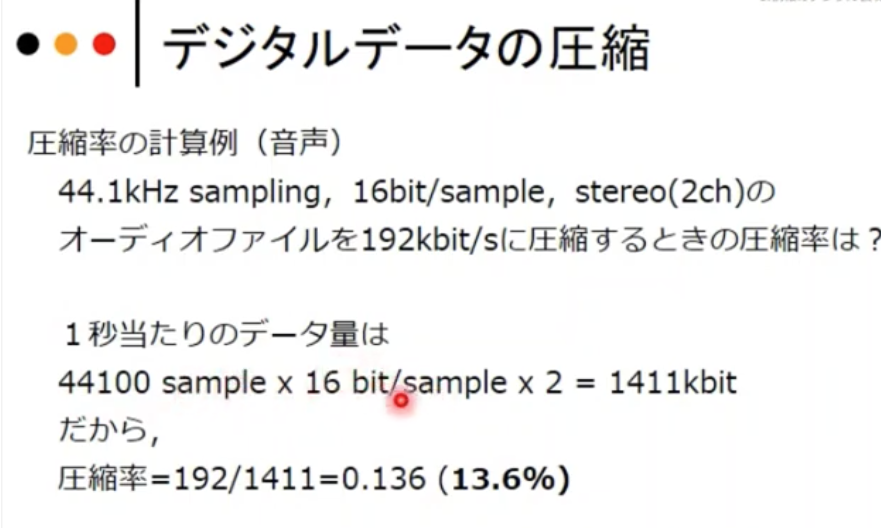 デジタルデータの圧縮
圧縮率の計算例（音声）
44.1kHz sampling，16bit/sample，stereo(2ch)の
オーディオファイルを192kbit/sに圧縮するときの圧縮率は？
１秒当たりのデータ量は
44100 sample x 16 bit/sample x 2 = 1411kbit
だから，
圧縮率=192/1411=0.136 (13.6%)